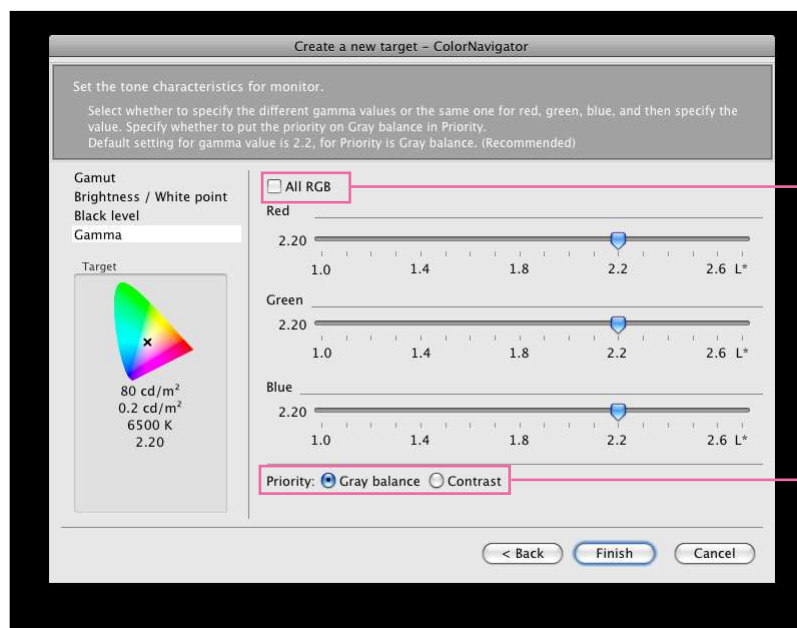 Create a new target – ColorNavigator
Set the tone characteristics for monitor.
Select whether to specify the different gamma values or the same one for red, green, blue, and then specify the
value. Specify whether to put the priority on Gray balance in Priority.
Default setting for gamma value is 2.2, for Priority is Gray balance. (Recommended)
Gamut
Brightness / White point
Black level
Gamma
Target
80 cd/m²
0.2 cd/m²
6500 K
2.20
All RGB
Red
2.20
1.0 1.4 1.8 2.2 2.6 L*
Green
2.20
1.0 1.4 1.8 2.2 2.6 L*
Blue
2.20
1.0 1.4 1.8 2.2 2.6 L*
Priority: Gray balance Contrast
< Back Finish Cancel